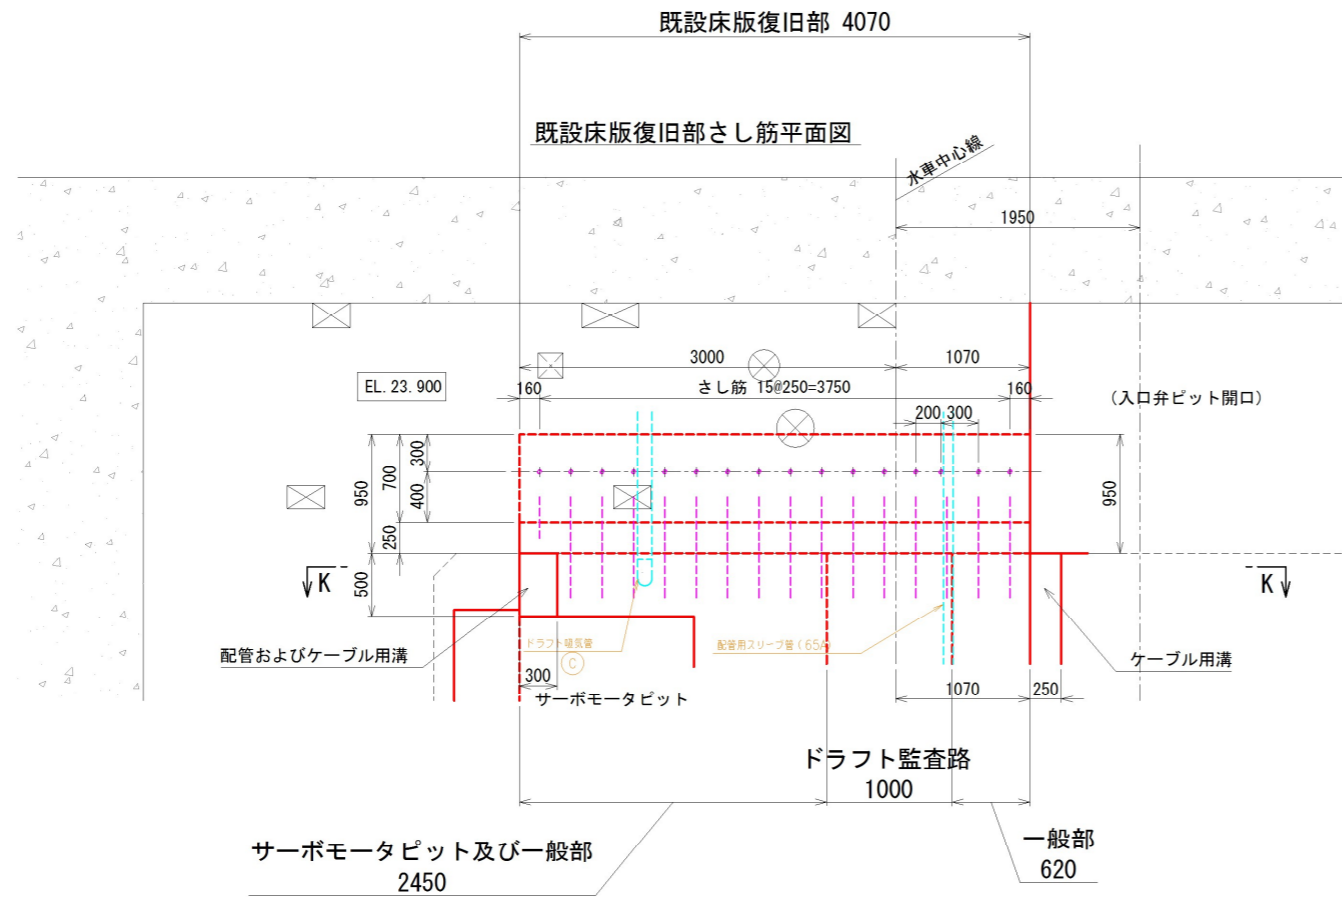 既設床版復旧部 4070
既設床版復旧部さし筋平面図
水車中心線
1950
3000
1070
EL. 23. 900
160
さし筋 15@250=3750
160
(入口弁ピット開口)
200
300
950
700
300
400
250
500
950
K
K
配管およびケーブル用溝
ドラフト吸気管
C
配管用スリーブ管(65A)
ケーブル用溝
300
サーボモータピット
1070
250
ドラフト監査路
1000
サーボモータピット及び一般部
2450
一般部
620